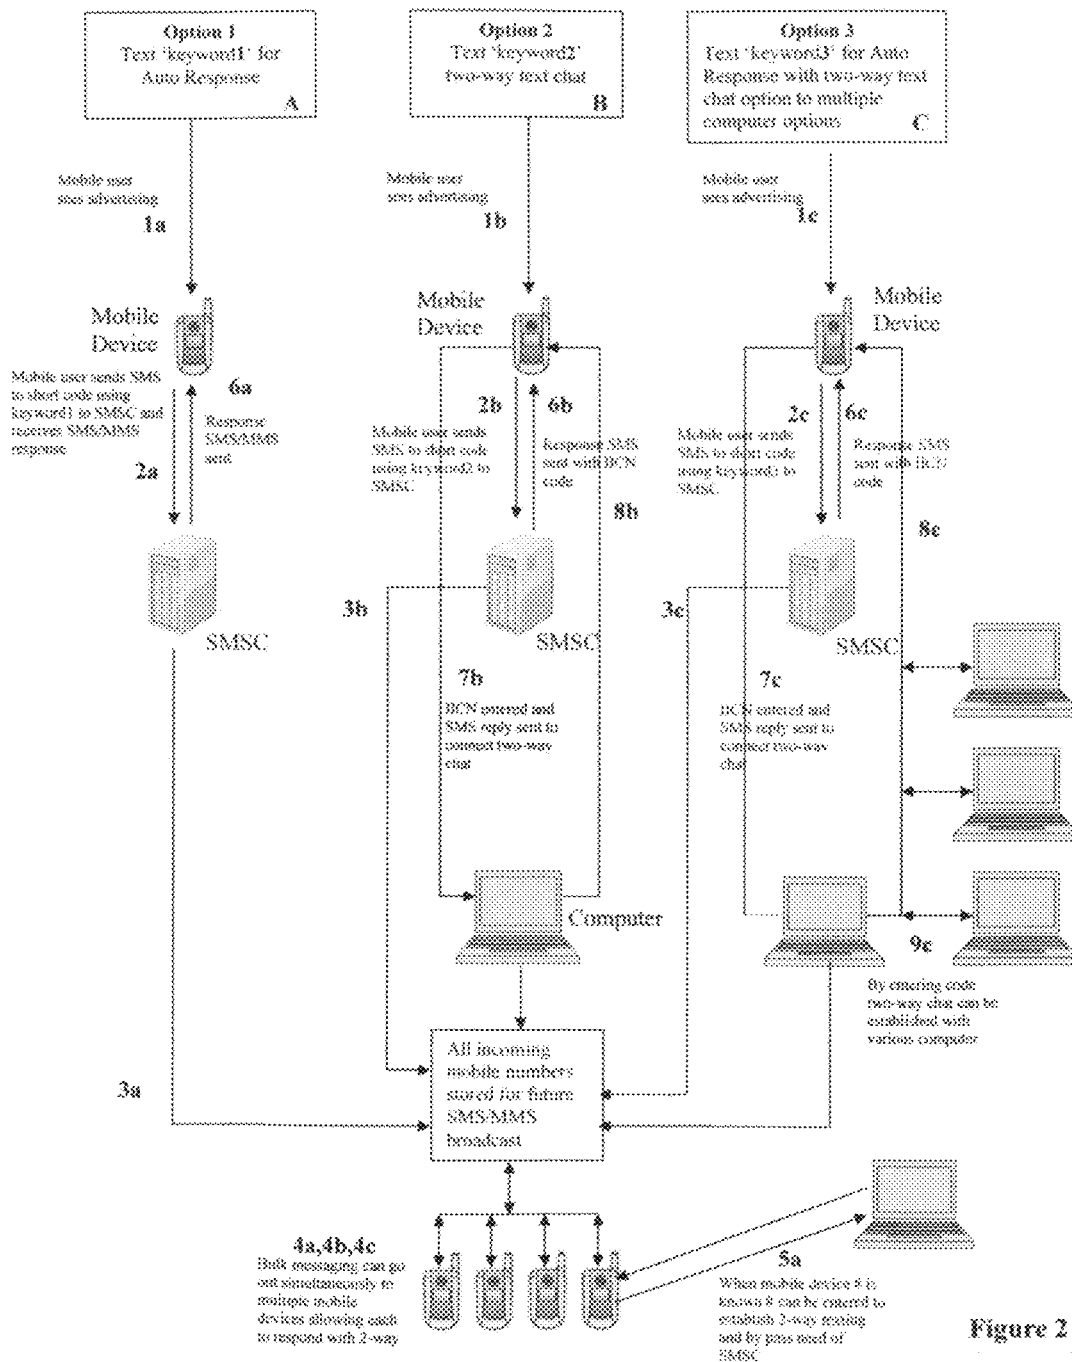 Option 1
Text 'keyword1' for
Auto Response
A
Option 2
Text 'keyword2'
two-way text chat
B
Option 3
Text 'keyword3' for Auto
Response with two-way text
chat option to multiple
computer options
C
Mobile user
sees advertising
1a
Mobile user
sees advertising
1b
Mobile user
sees advertising
1c
Mobile
Device
Mobile
Device
Mobile
Device
Mobile user sends SMS
to short code using
keyword1 to SMSC and
receives SMS/MMS
response
6a
Response
SMS/MMS
sent
2a
2b
6b
Mobile user sends
SMS to short code
using keyword2 to
SMSC
Response SMS
sent with BCN
code
8b
2c
6c
Mobile user sends
SMS to short code
using keyword3 to
SMSC
Response SMS
sent with BCN
code
8c
SMSC
3b
SMSC
3c
SMSC
7b
BCN entered and
SMS reply sent to
connect two-way
chat
7c
BCN entered and
SMS reply sent to
connect two-way
chat
Computer
9c
By entering code
two-way chat can be
established with
various computer
3a
All incoming
mobile numbers
stored for future
SMS/MMS
broadcast
4a,4b,4c
Bulk messaging can go
out simultaneously to
multiple mobile
devices allowing each
to respond with 2-way
5a
When mobile device # is
known # can be entered to
establish 2-way texting
and by pass need of
SMSC
Figure 2